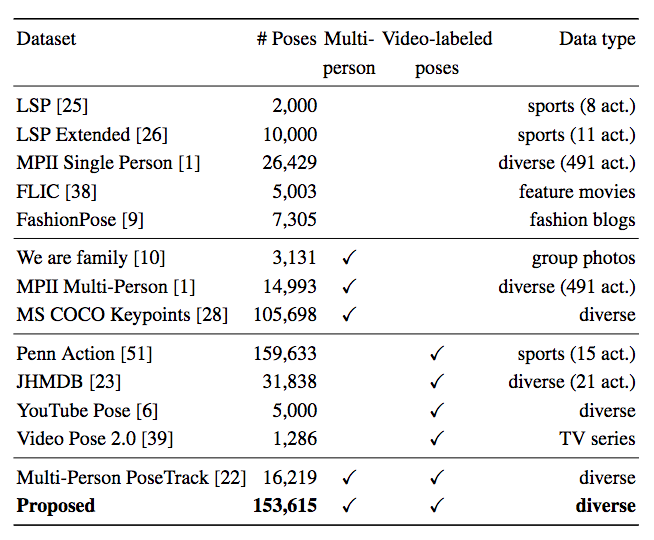 Dataset # Poses Multi- Video-labeled Data type
person poses
LSP [25] 2,000 sports (8 act.)
LSP Extended [26] 10,000 sports (11 act.)
MPII Single Person [1] 26,429 diverse (491 act.)
FLIC [38] 5,003 feature movies
FashionPose [9] 7,305 fashion blogs
We are family [10] 3,131 ✓ group photos
MPII Multi-Person [1] 14,993 ✓ diverse (491 act.)
MS COCO Keypoints [28] 105,698 ✓ diverse
Penn Action [51] 159,633 ✓ sports (15 act.)
JHMDB [23] 31,838 ✓ diverse (21 act.)
YouTube Pose [6] 5,000 ✓ diverse
Video Pose 2.0 [39] 1,286 ✓ TV series
Multi-Person PoseTrack [22] 16,219 ✓ ✓ diverse
Proposed 153,615 ✓ ✓ diverse